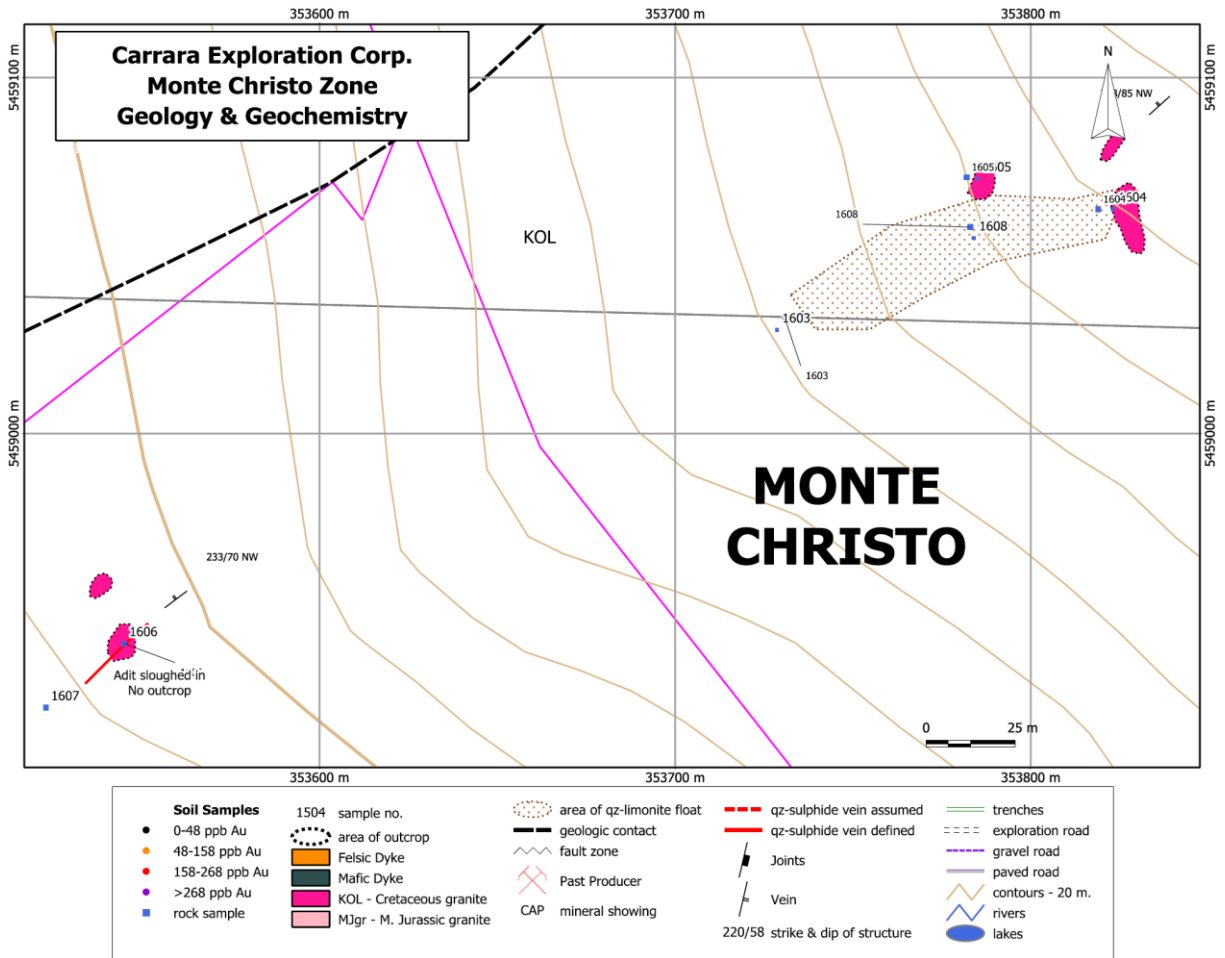 353600 m
353700 m
353800 m
Carrara Exploration Corp.
Monte Christo Zone
Geology & Geochemistry
5459100 m
5459100 m
N
/85 NW
1605
05
1604
504
1608
1608
KOL
1603
1603
5459000 m
5459000 m
MONTE
CHRISTO
233/70 NW
1606
Adit sloughed in
No outcrop
1607
0 25 m
353600 m
353700 m
353800 m
Soil Samples
0-48 ppb Au
48-158 ppb Au
158-268 ppb Au
>268 ppb Au
rock sample
1504 sample no.
area of outcrop
Felsic Dyke
Mafic Dyke
KOL - Cretaceous granite
MJgr - M. Jurassic granite
area of qz-limonite float
geologic contact
fault zone
Past Producer
CAP mineral showing
qz-sulphide vein assumed
qz-sulphide vein defined
Joints
Vein
220/58 strike & dip of structure
trenches
exploration road
gravel road
paved road
contours - 20 m.
rivers
lakes